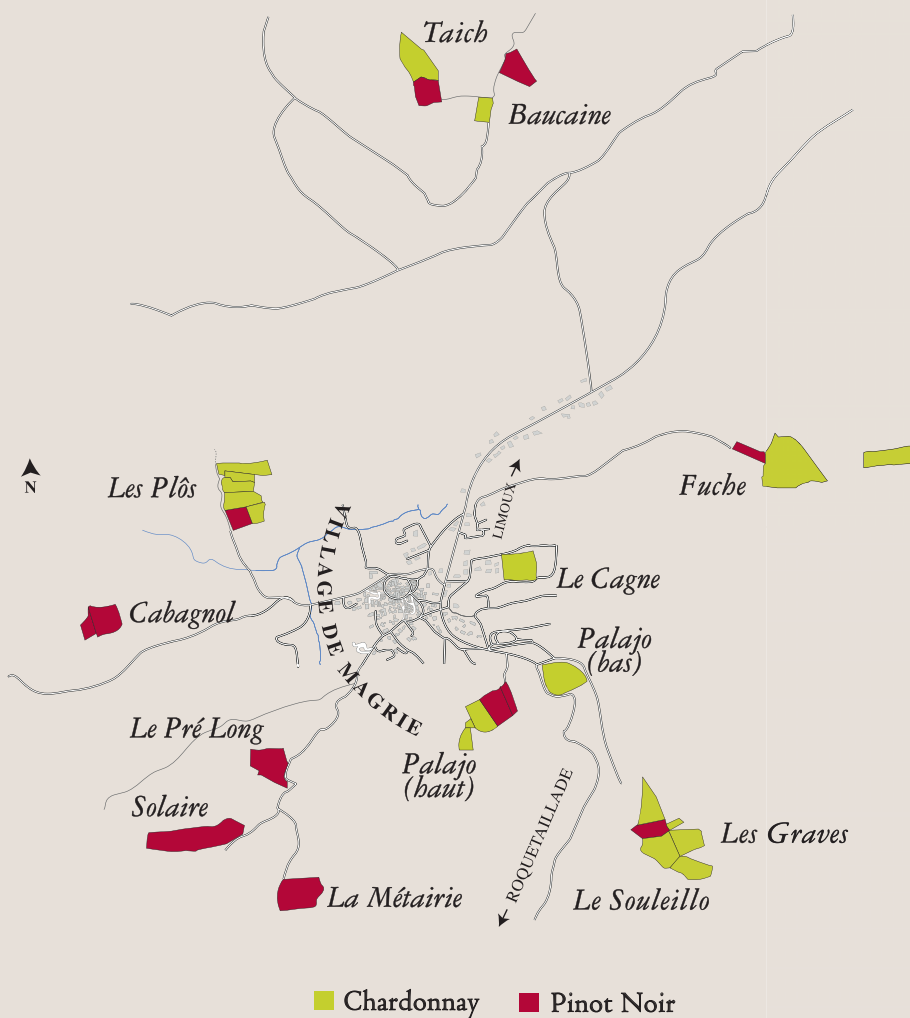 Taich
Baucaine
Les Plôs
N
LIMOUX
Fuche
Le Cagne
VILLAGE DE MAGRIE
Cabagnol
Palajo
(bas)
Le Pré Long
Palajo
(haut)
Solaire
ROQUETAILLADE
Les Graves
La Métairie
Le Souleillo
Chardonnay
Pinot Noir